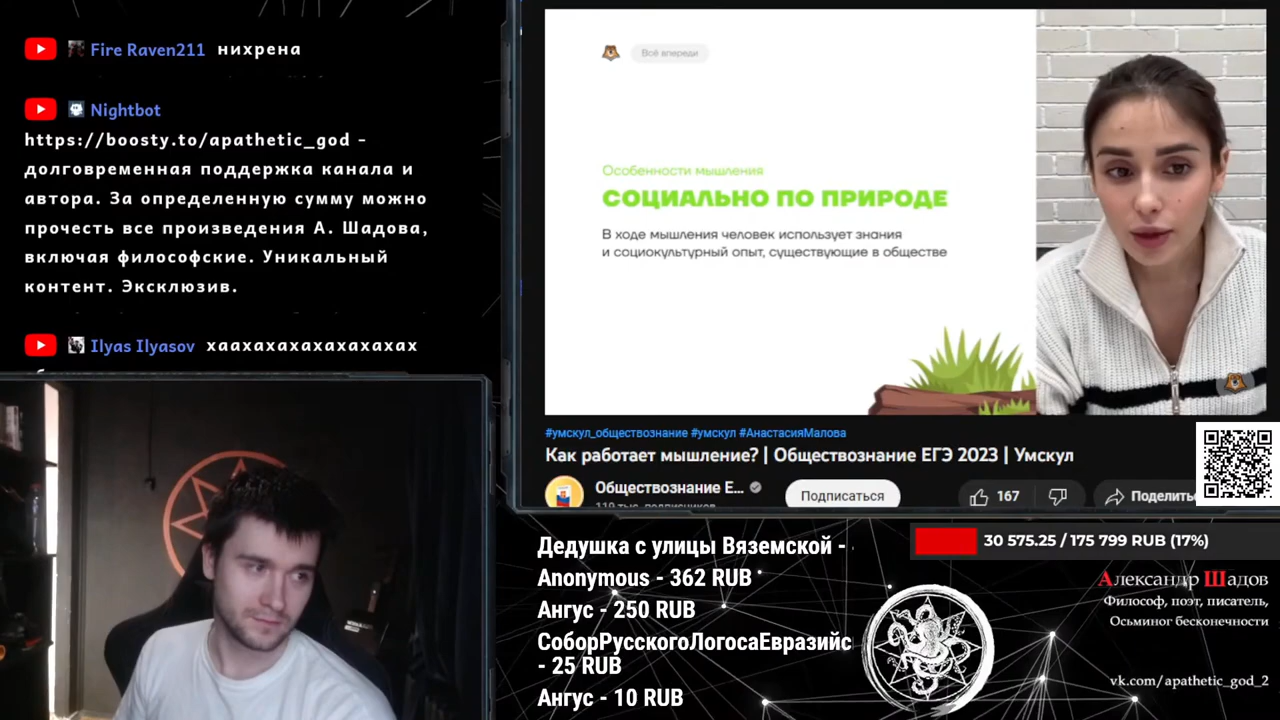 Fire Raven211 нихрена
Nightbot
https://boosty.to/apathetic_god -
долговременная поддержка канала и
автора. За определенную сумму можно
прочесть все произведения А. Шадова,
включая философские. Уникальный
контент. Эксклюзив.
Ilyas Ilyasov хаахахахахахахах
Всё впереди
Особенности мышления
СОЦИАЛЬНО ПО ПРИРОДЕ
В ходе мышления человек использует знания
и социокультурный опыт, существующие в обществе
#умскул_обществознание #умскул #АнастасияМалова
Как работает мышление? | Обществознание ЕГЭ 2023 | Умскул
Обществознание Е...
Подписаться
167
Поделить
Дедушка с улицы Вяземской -
Anonymous - 362 RUB
Ангус - 250 RUB
СоборРусскогоЛогосаЕвразийс
- 25 RUB
Ангус - 10 RUB
30 575.25 / 175 799 RUB (17%)
Александр Шадов
Философ, поэт, писатель,
Осьминог бесконечности
vk.com/apathetic_god_2